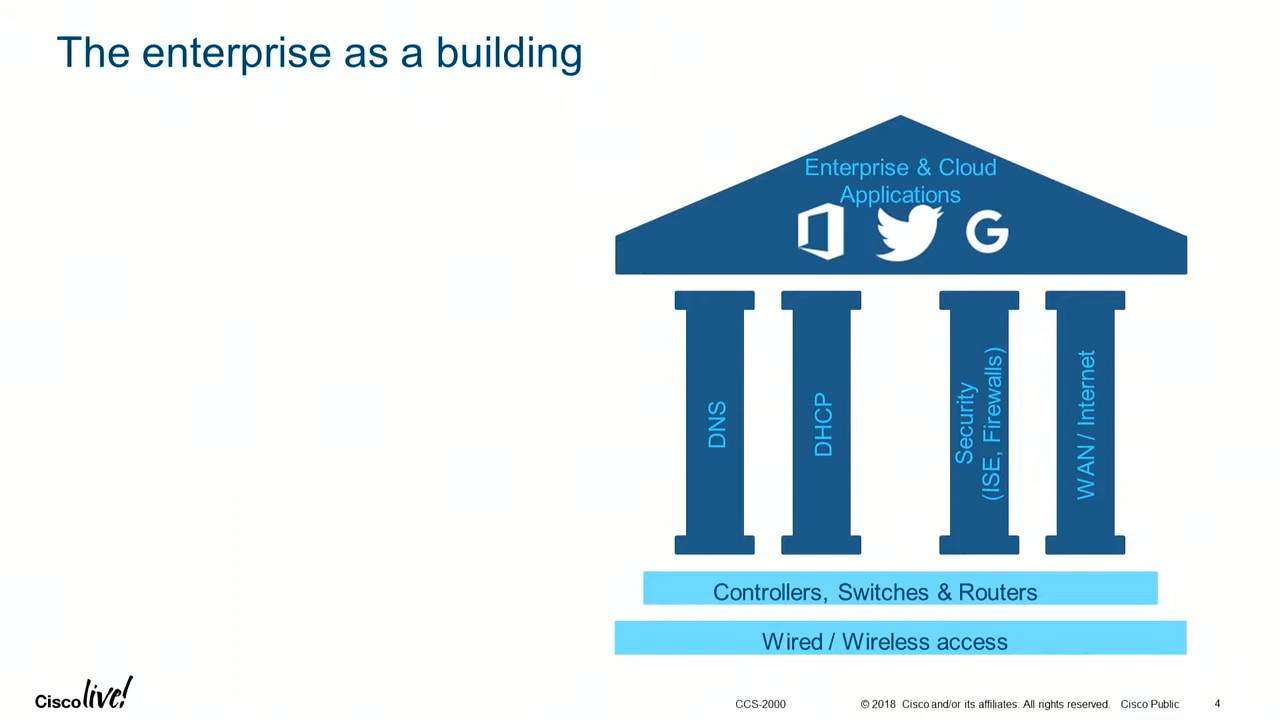 The enterprise as a building
Enterprise & Cloud
Applications
G
DNS
DHCP
Security
(ISE, Firewalls)
WAN / Internet
Controllers, Switches & Routers
Wired / Wireless access
Cisco live!
CCS-2000
© 2018 Cisco and/or its affiliates. All rights reserved. Cisco Public
4